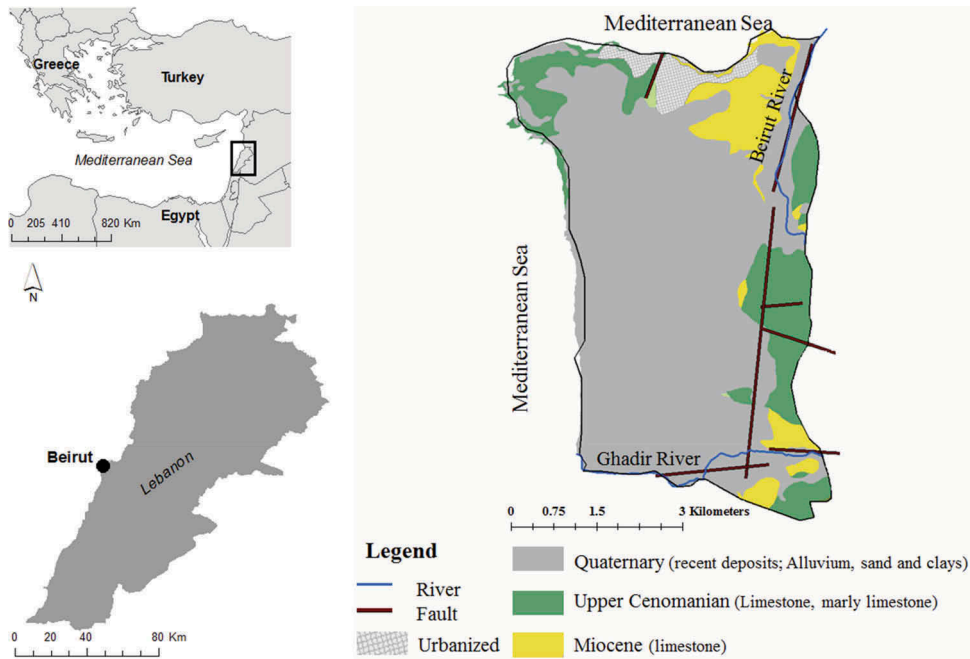 Greece
Turkey
Mediterranean Sea
Egypt
0 205 410 820 Km
N
Beirut
Lebanon
0 20 40 80 Km
Mediterranean Sea
Beirut River
Mediterranean Sea
Ghadir River
0 0.75 1.5 3 Kilometers
Legend
River
Fault
Urbanized
Quaternary (recent deposits; Alluvium, sand and clays)
Upper Cenomanian (Limestone, marly limestone)
Miocene (limestone)